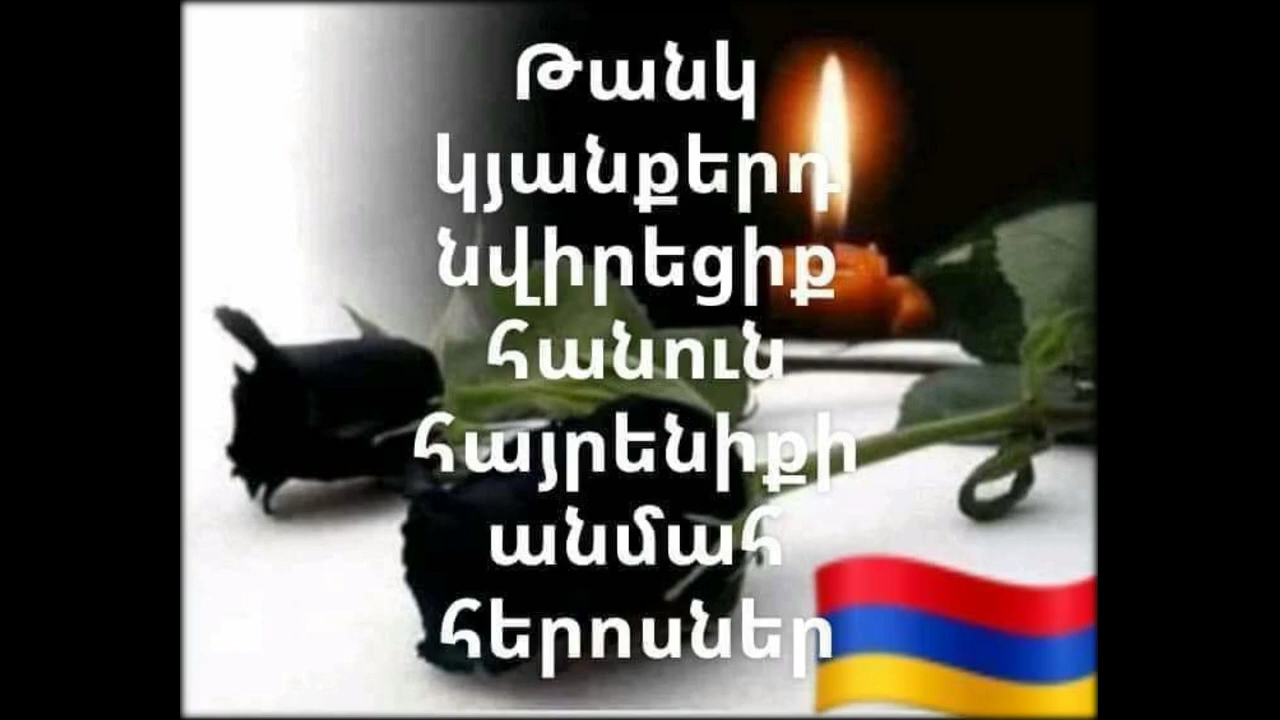 Թանկ
կյանքերդ
նվիրեցիք
հանուն
հայրենիքի
անմահ
հերոսներ